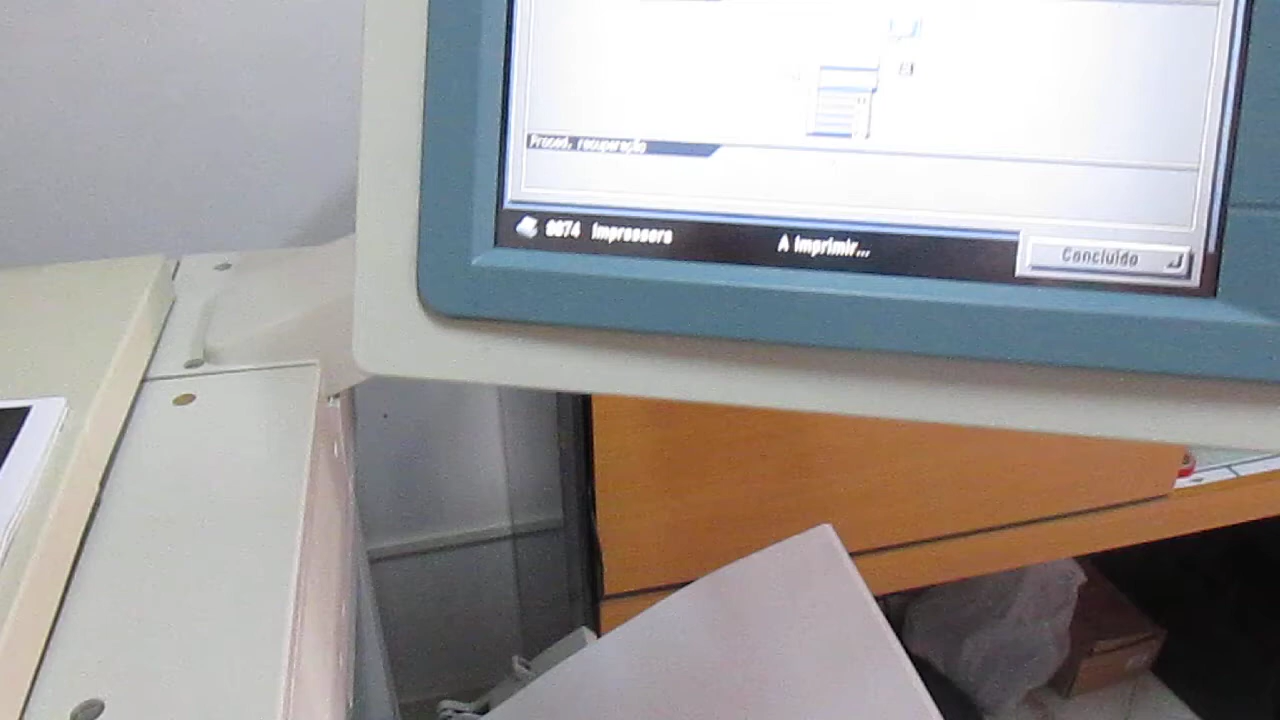 Proced. recuperação
0074 Impressora
A imprimir...
Concluído